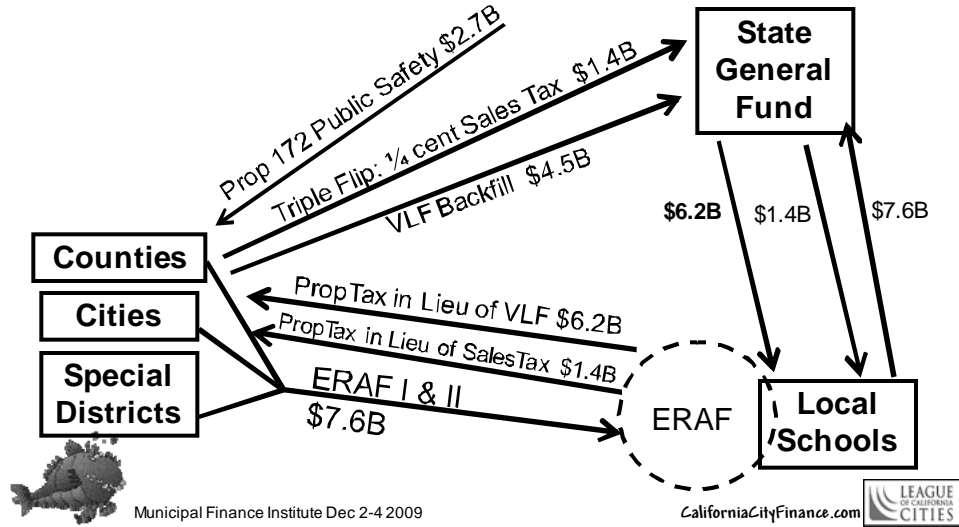 Prop 172 Public Safety $2.7B
Triple Flip: ¼ cent Sales Tax $1.4B
VLF Backfill $4.5B
State
General
Fund
$6.2B
$1.4B
$7.6B
Counties
Cities
Special
Districts
PropTax in Lieu of VLF $6.2B
PropTax in Lieu of SalesTax $1.4B
ERAF I & II
$7.6B
ERAF
Local
Schools
Municipal Finance Institute Dec 2-4 2009
CaliforniaCityFinance.com
LEAGUE
OF CALIFORNIA
CITIES